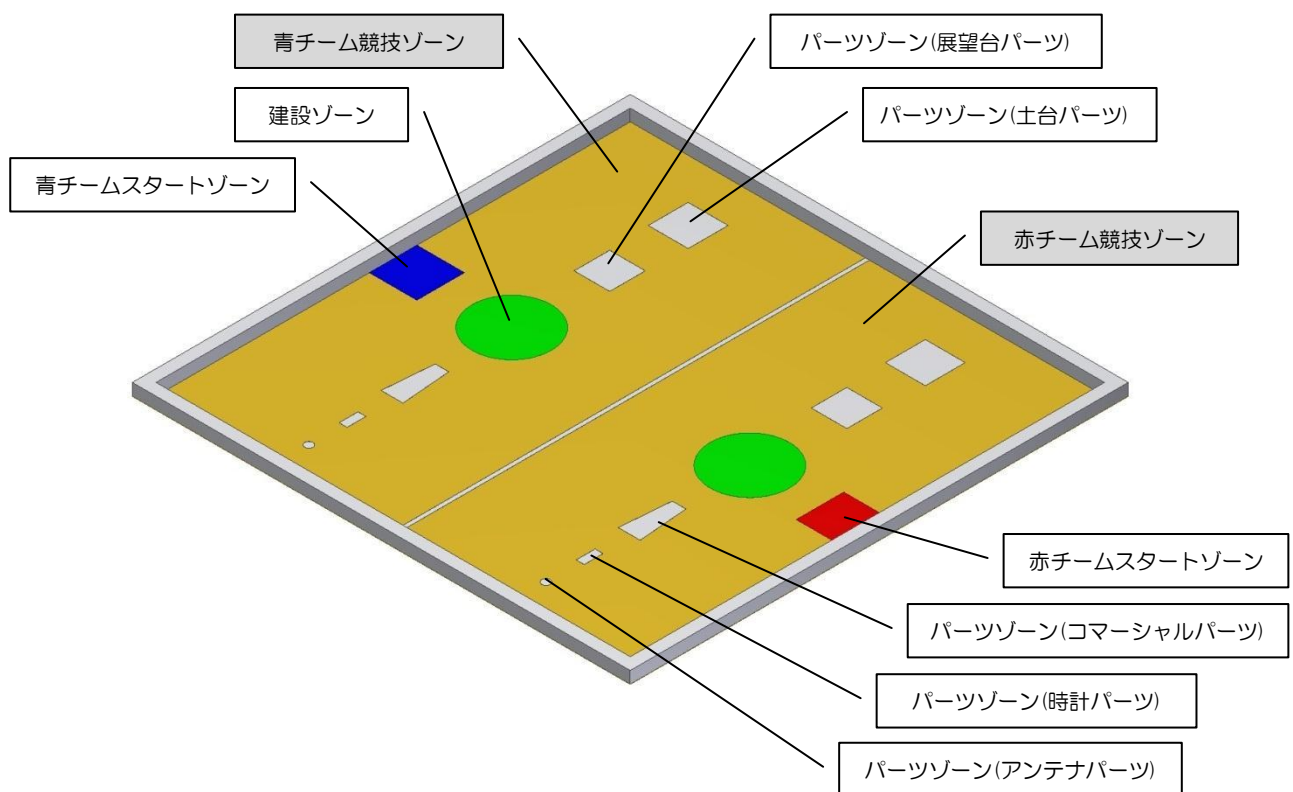 青チーム競技ゾーン
パーツゾーン(展望台パーツ)
建設ゾーン
パーツゾーン(土台パーツ)
青チームスタートゾーン
赤チーム競技ゾーン
赤チームスタートゾーン
パーツゾーン(コマーシャルパーツ)
パーツゾーン(時計パーツ)
パーツゾーン(アンテナパーツ)